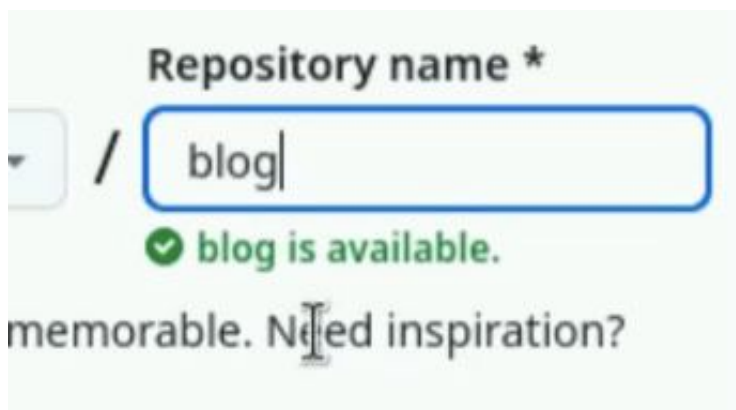 Repository name *
/ blog
blog is available.
memorable. Need inspiration?